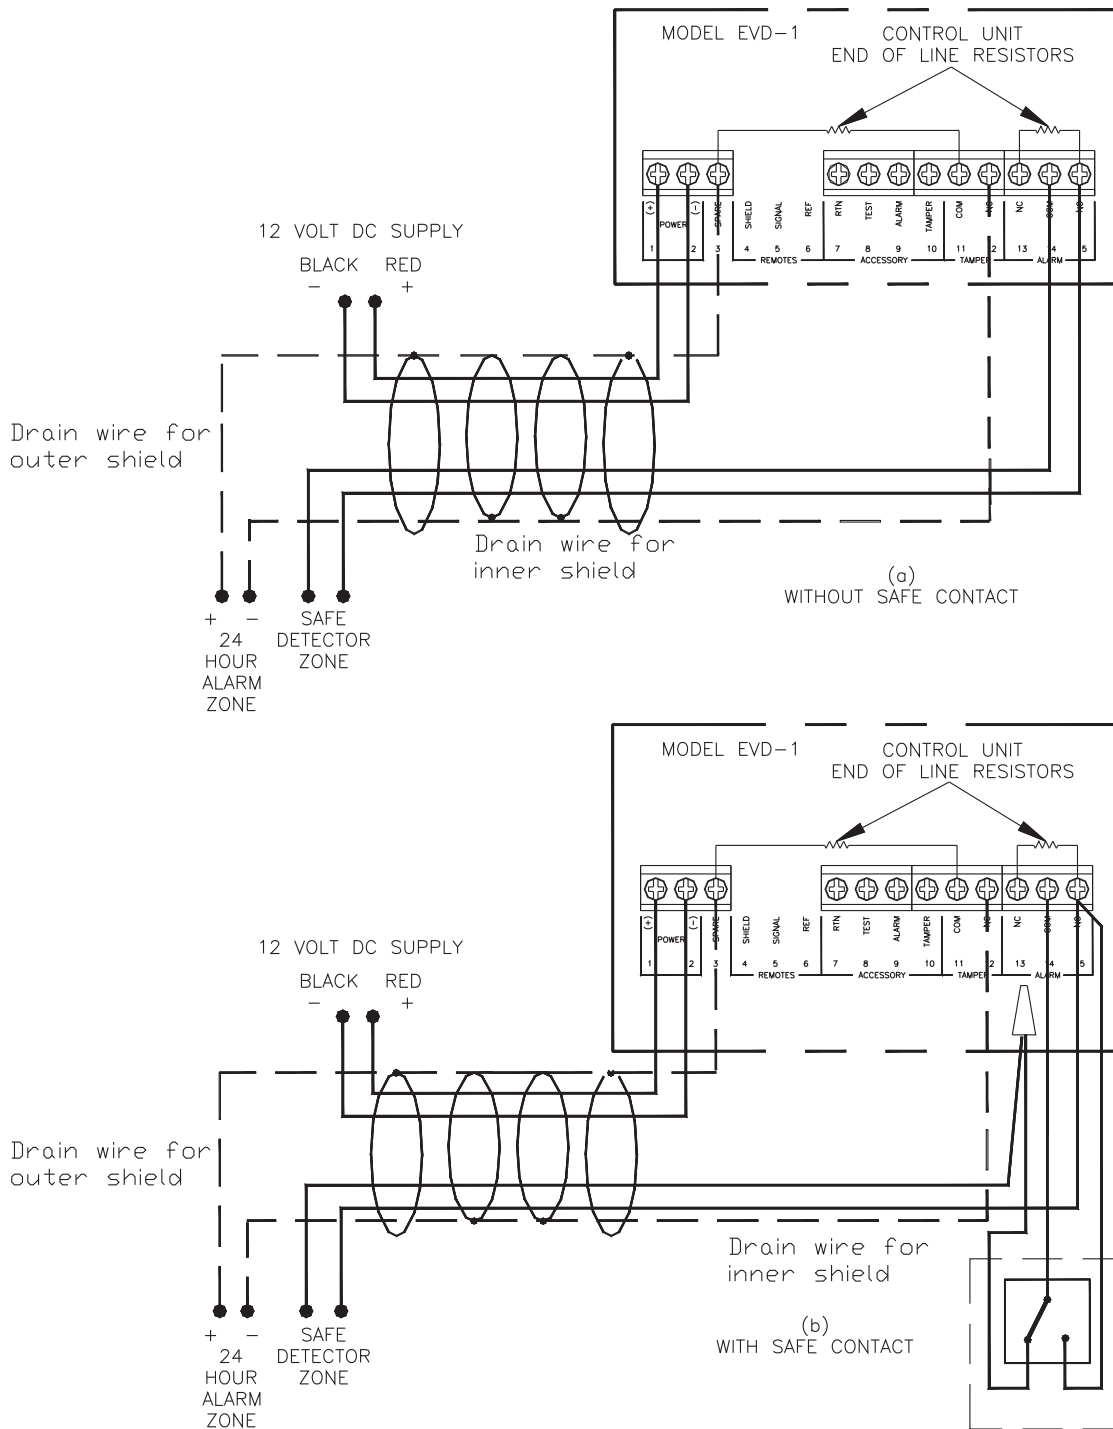 MODEL EVD-1
CONTROL UNIT
END OF LINE RESISTORS
(+) (-) SPARE SHIELD SIGNAL REF RTN TEST ALARM TAMPER COM NC NC COM NO
POWER
1 2 3 4 5 6 7 8 9 10 11 12 13 14 15
REMOTES ACCESSORY TAMPER ALARM
12 VOLT DC SUPPLY
BLACK RED
- +
Drain wire for
outer shield
Drain wire for
inner shield
(a)
WITHOUT SAFE CONTACT
+ - SAFE
24 DETECTOR
HOUR ZONE
ALARM
ZONE
MODEL EVD-1
CONTROL UNIT
END OF LINE RESISTORS
(+) (-) SPARE SHIELD SIGNAL REF RTN TEST ALARM TAMPER COM NC NC COM NO
POWER
1 2 3 4 5 6 7 8 9 10 11 12 13 14 15
REMOTES ACCESSORY TAMPER ALARM
12 VOLT DC SUPPLY
BLACK RED
- +
Drain wire for
outer shield
Drain wire for
inner shield
(b)
WITH SAFE CONTACT
+ - SAFE
24 DETECTOR
HOUR ZONE
ALARM
ZONE